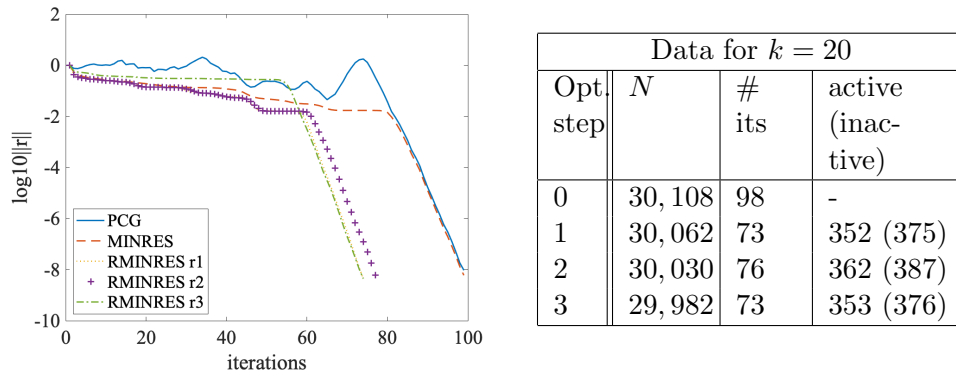 2
0
-2
-4
-6
-8
-10
log10||r||
PCG
MINRES
RMINRES r1
RMINRES r2
RMINRES r3
0 20 40 60 80 100
iterations
Data for k = 20
Opt. step N # its active (inac-tive)
0 30, 108 98 -
1 30, 062 73 352 (375)
2 30, 030 76 362 (387)
3 29, 982 73 353 (376)